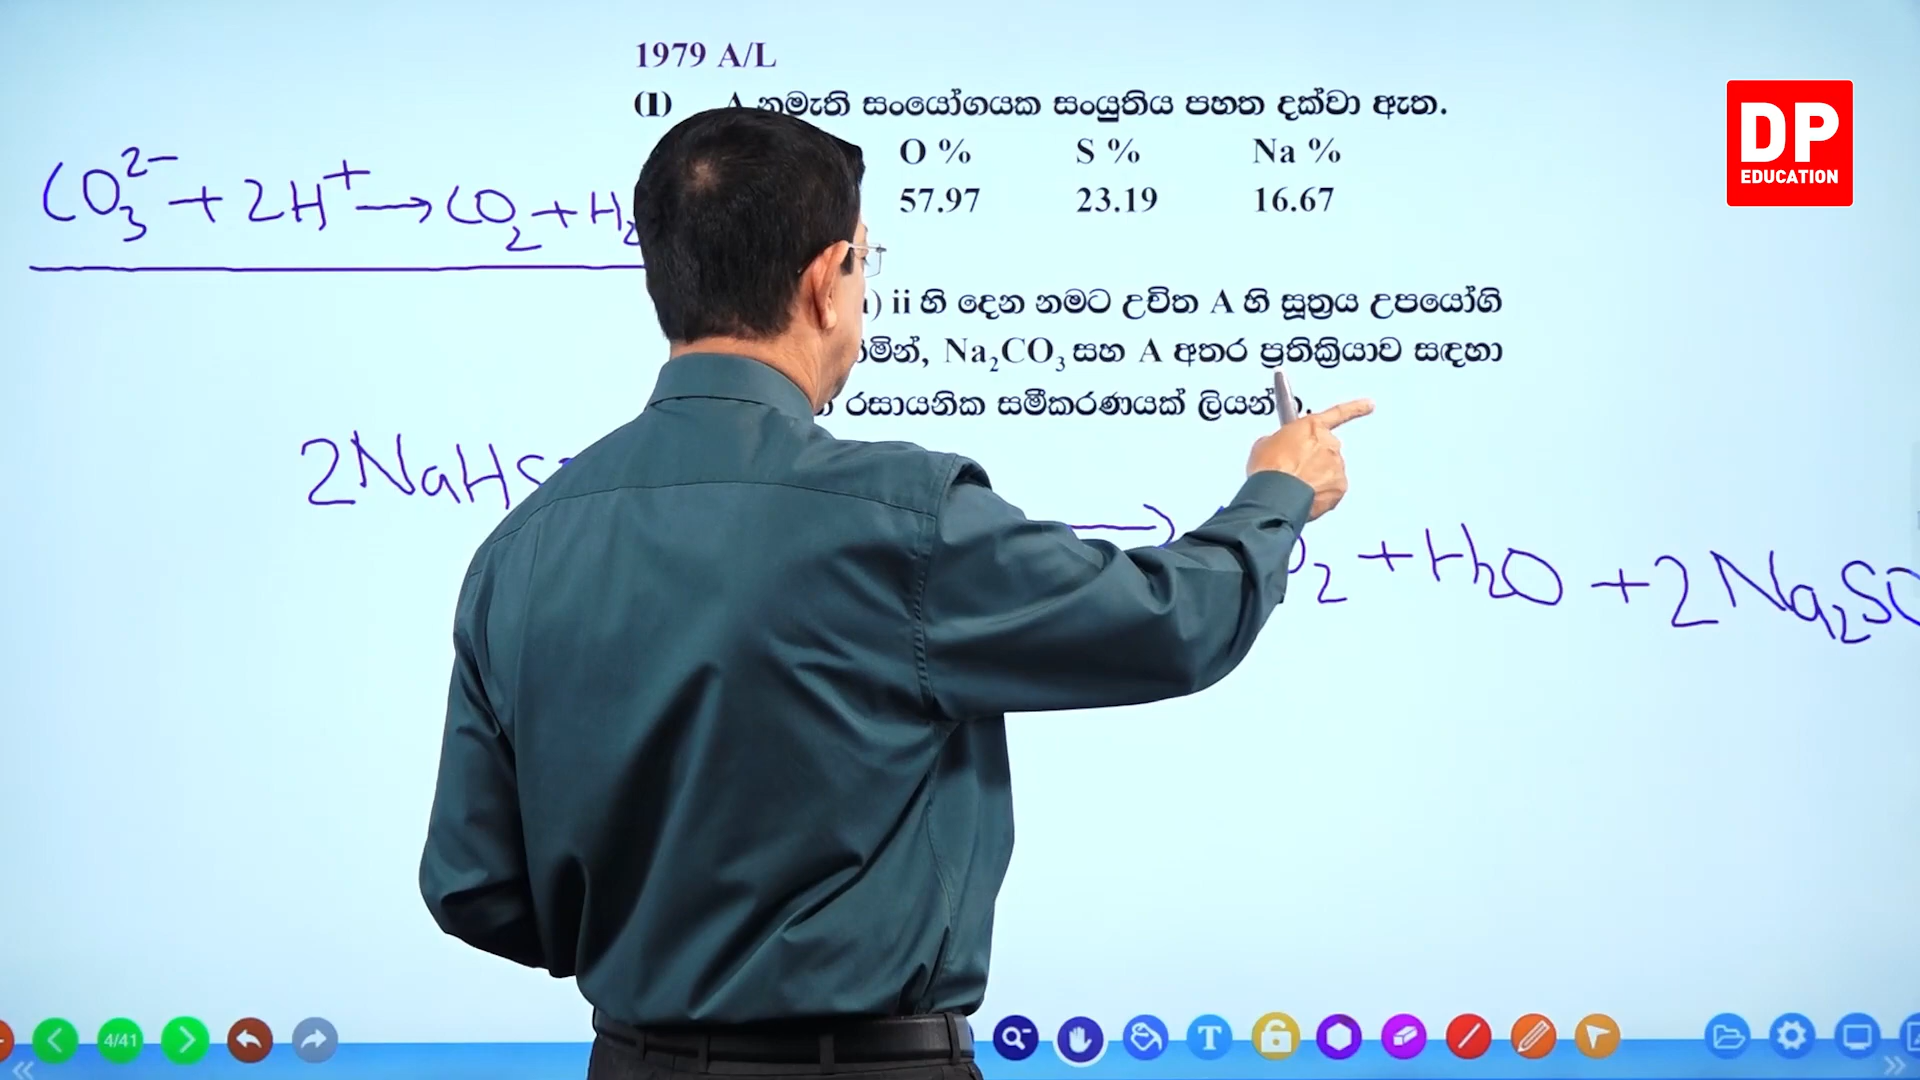 1979 A/L
(I) A නමැති සංයෝගයක සංයුතිය පහත දක්වා ඇත.
O % S % Na %
57.97 23.19 16.67
DP
EDUCATION
CO₃²⁻ + 2H⁺ → CO₂ + H₂
ii හි දෙන නමට උචිත A හි සූත්‍රය උපයෝගි
Na₂CO₃ සහ A අතර ප්‍රතික්‍රියාව සඳහා
රසායනික සමීකරණයක්
2NaHS → O₂ + H₂O + 2Na₂SO
4/41
T